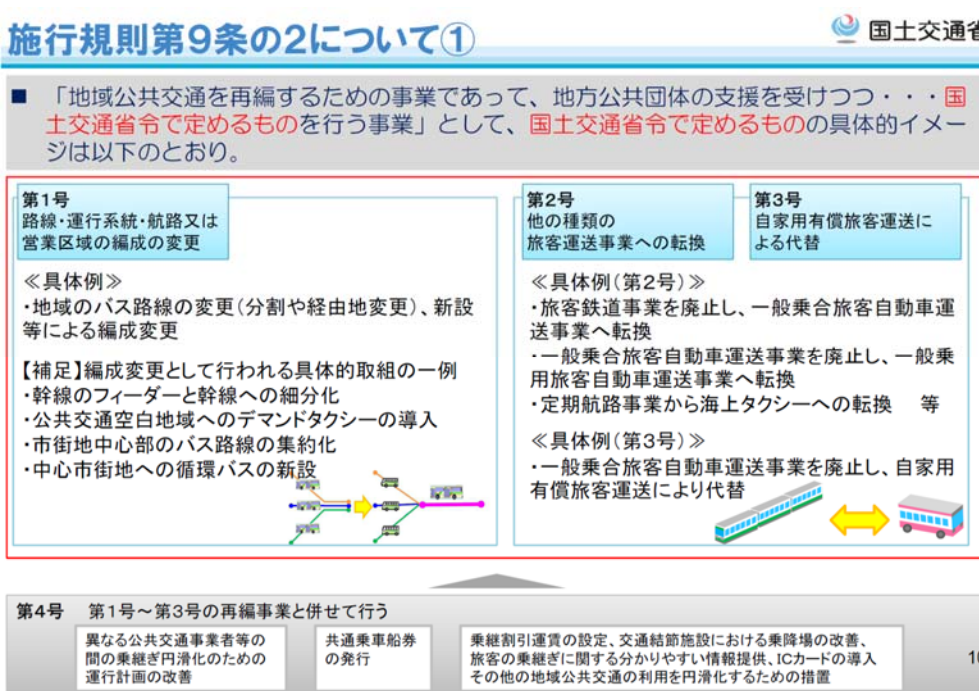 施行規則第9条の2について①
国土交通省
■ 「地域公共交通を再編するための事業であって、地方公共団体の支援を受けつつ・・・国
土交通省令で定めるものを行う事業」として、国土交通省令で定めるものの具体的イメー
ジは以下のとおり。
第1号
路線・運行系統・航路又は
営業区域の編成の変更
≪具体例≫
・地域のバス路線の変更(分割や経由地変更)、新設
等による編成変更
【補足】編成変更として行われる具体的取組の一例
・幹線のフィーダーと幹線への細分化
・公共交通空白地域へのデマンドタクシーの導入
・市街地中心部のバス路線の集約化
・中心市街地への循環バスの新設
第2号
他の種類の
旅客運送事業への転換
第3号
自家用有償旅客運送に
よる代替
≪具体例(第2号)≫
・旅客鉄道事業を廃止し、一般乗合旅客自動車運
送事業へ転換
・一般乗合旅客自動車運送事業を廃止し、一般乗
用旅客自動車運送事業へ転換
・定期航路事業から海上タクシーへの転換 等
≪具体例(第3号)≫
・一般乗合旅客自動車運送事業を廃止し、自家用
有償旅客運送により代替
第4号 第1号~第3号の再編事業と併せて行う
異なる公共交通事業者等の
間の乗継ぎ円滑化のための
運行計画の改善
共通乗車船券
の発行
乗継割引運賃の設定、交通結節施設における乗降場の改善、
旅客の乗継ぎに関する分かりやすい情報提供、ICカードの導入
その他の地域公共交通の利用を円滑化するための措置